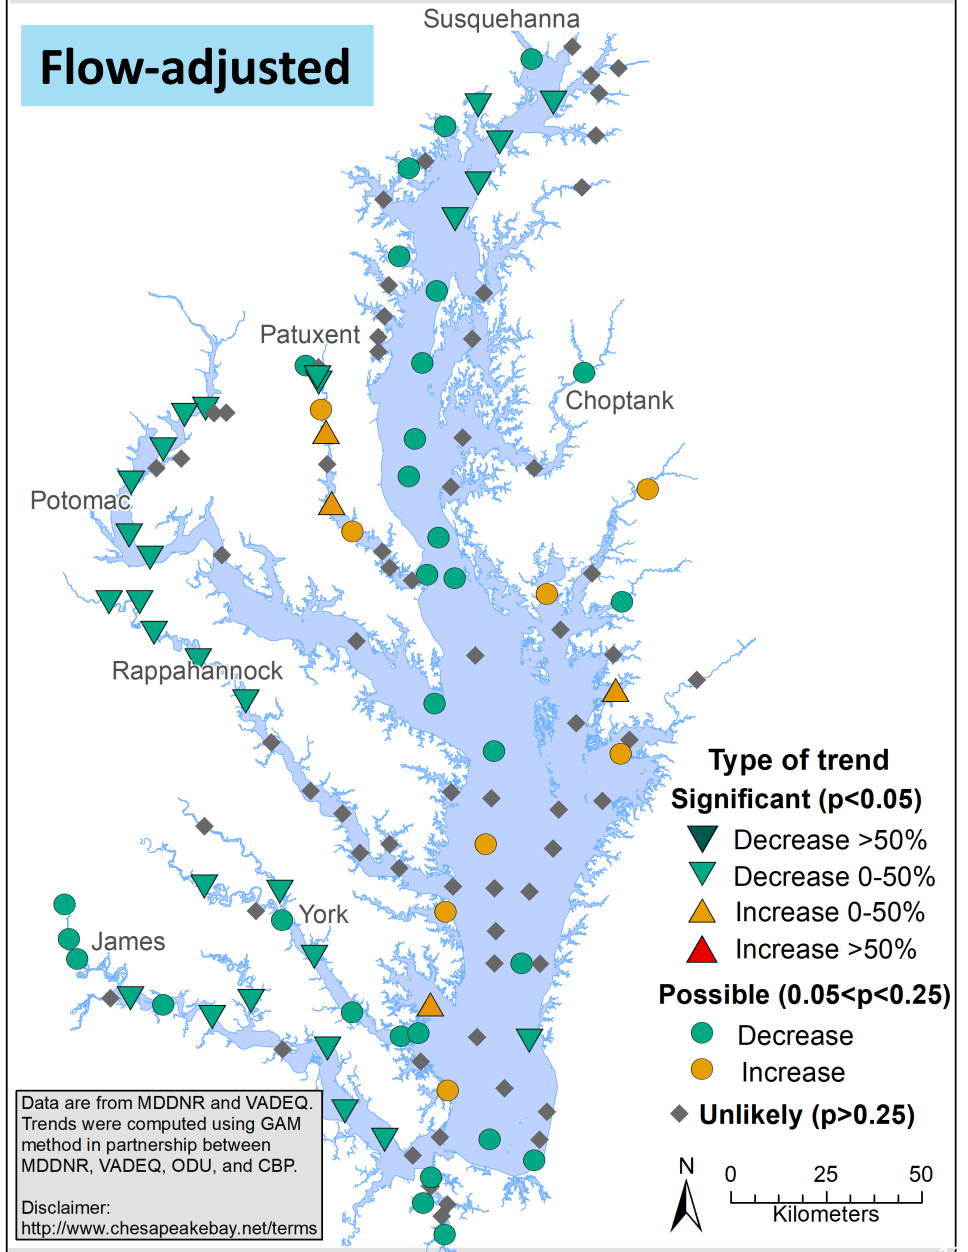 Susquehanna
Flow-adjusted
Patuxent
Choptank
Potomac
Rappahannock
York
James
Type of trend
Significant (p<0.05)
Decrease >50%
Decrease 0-50%
Increase 0-50%
Increase >50%
Possible (0.05<p<0.25)
Decrease
Increase
Unlikely (p>0.25)
Data are from MDDNR and VADEQ.
Trends were computed using GAM
method in partnership between
MDDNR, VADEQ, ODU, and CBP.
Disclaimer:
http://www.chesapeakebay.net/terms
N
0 25 50
Kilometers